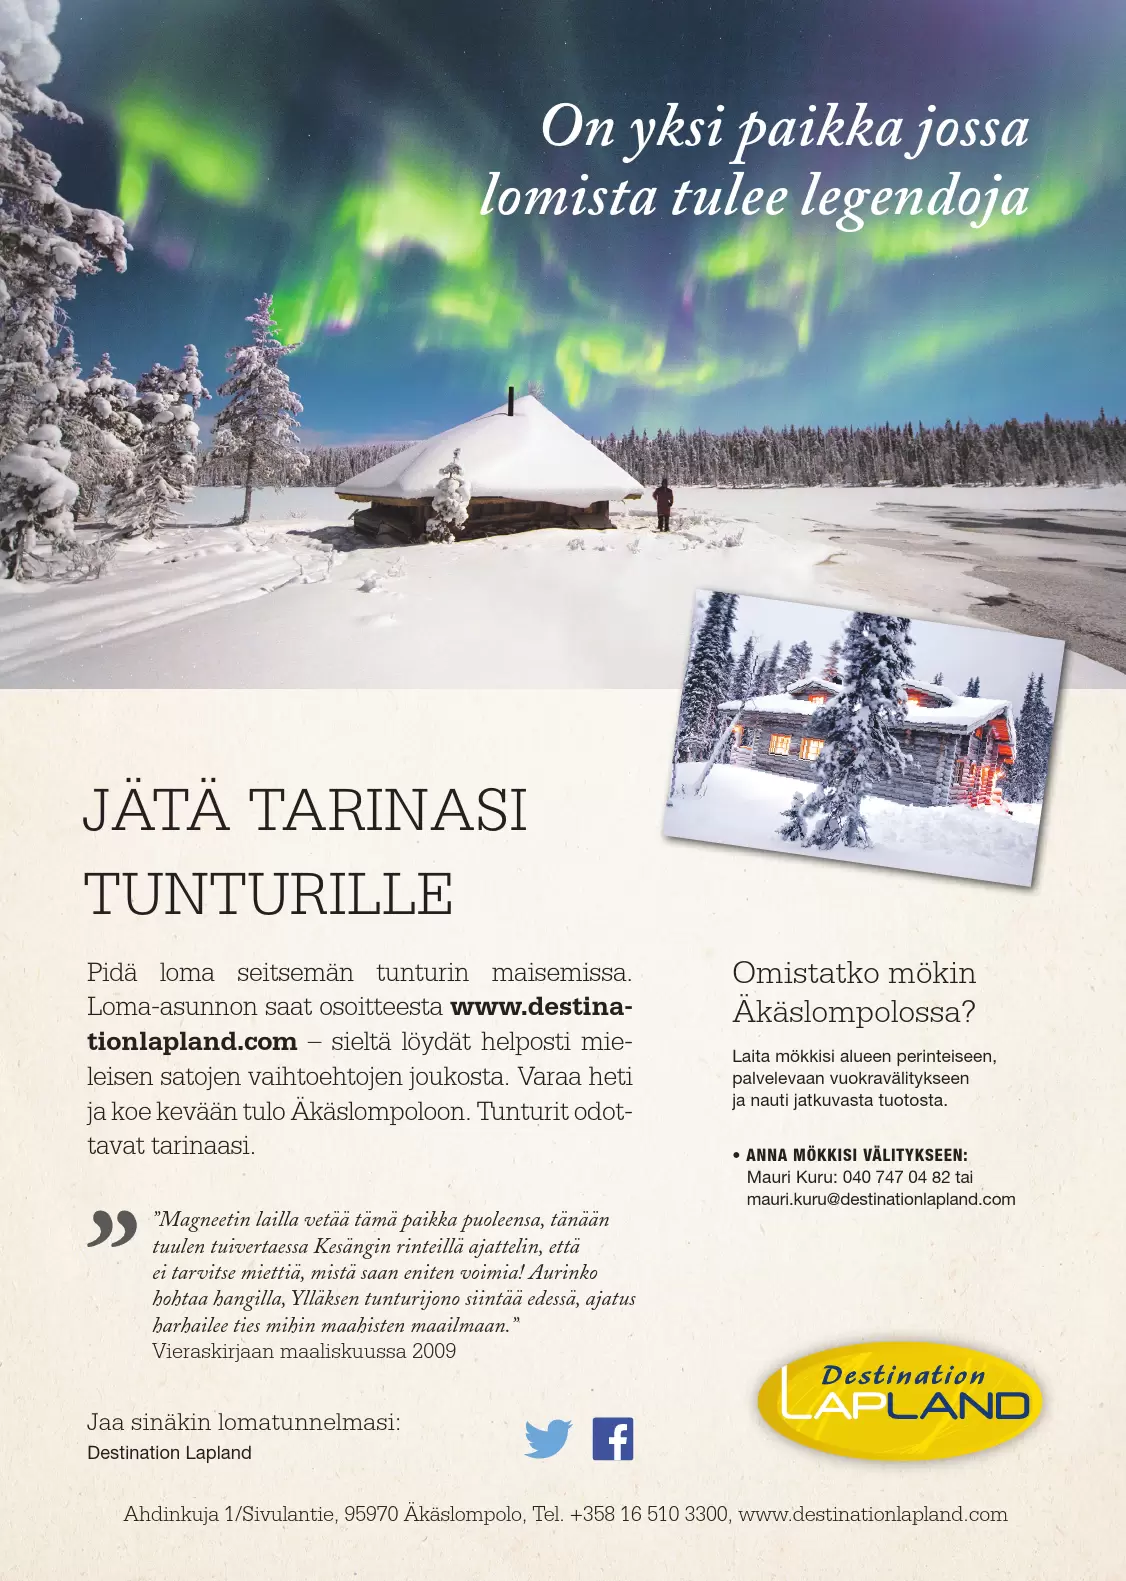 On yksi paikka jossa
lomista tulee legendoja
JÄTÄ TARINASI
TUNTURILLE
Pidä loma seitsemän tunturin maisemissa.
Loma-asunnon saat osoitteesta www.destina-
tionlapland.com – sieltä löydät helposti mie-
leisen satojen vaihtoehtojen joukosta. Varaa heti
ja koe kevään tulo Äkäslompoloon. Tunturit odot-
tavat tarinaasi.
”Magneetin lailla vetää tämä paikka puoleensa, tänään
tuulen tuivertaessa Kesängin rinteillä ajattelin, että
ei tarvitse miettiä, mistä saan eniten voimia! Aurinko
hohtaa hangilla, Ylläksen tunturijono siintää edessä, ajatus
harhailee ties mihin maahisten maailmaan.”
Vieraskirjaan maaliskuussa 2009
Jaa sinäkin lomatunnelmasi:
Destination Lapland
Omistatko mökin
Äkäslompolossa?
Laita mökkisi alueen perinteiseen,
palvelevaan vuokravälitykseen
ja nauti jatkuvasta tuotosta.
• ANNA MÖKKISI VÄLITYKSEEN:
Mauri Kuru: 040 747 04 82 tai
mauri.kuru@destinationlapland.com
Destination
LAPLAND
Ahdinkuja 1/Sivulantie, 95970 Äkäslompolo, Tel. +358 16 510 3300, www.destinationlapland.com